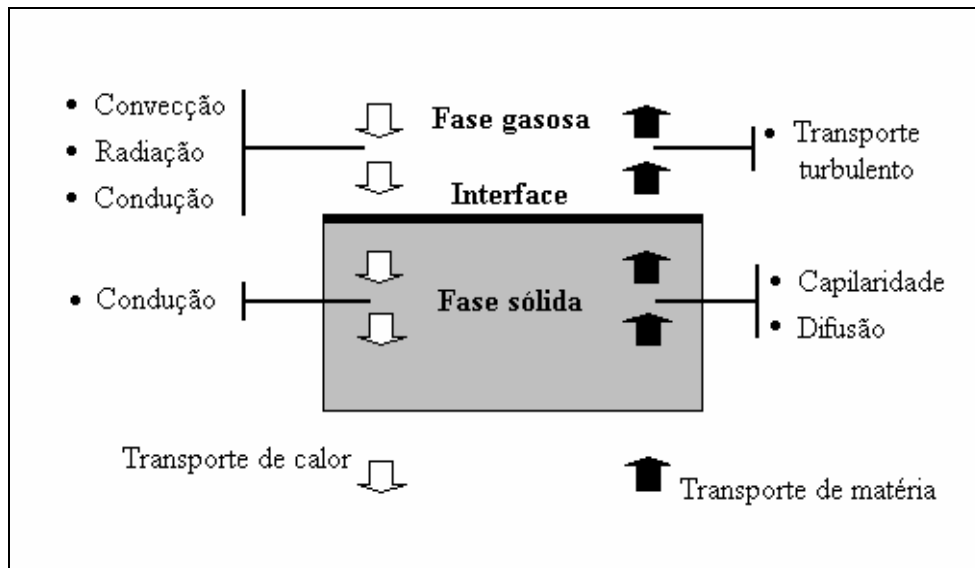 • Convecção
• Radiação
• Condução
Fase gasosa
• Transporte
turbulento
Interface
• Condução
Fase sólida
• Capilaridade
• Difusão
Transporte de calor
Transporte de matéria